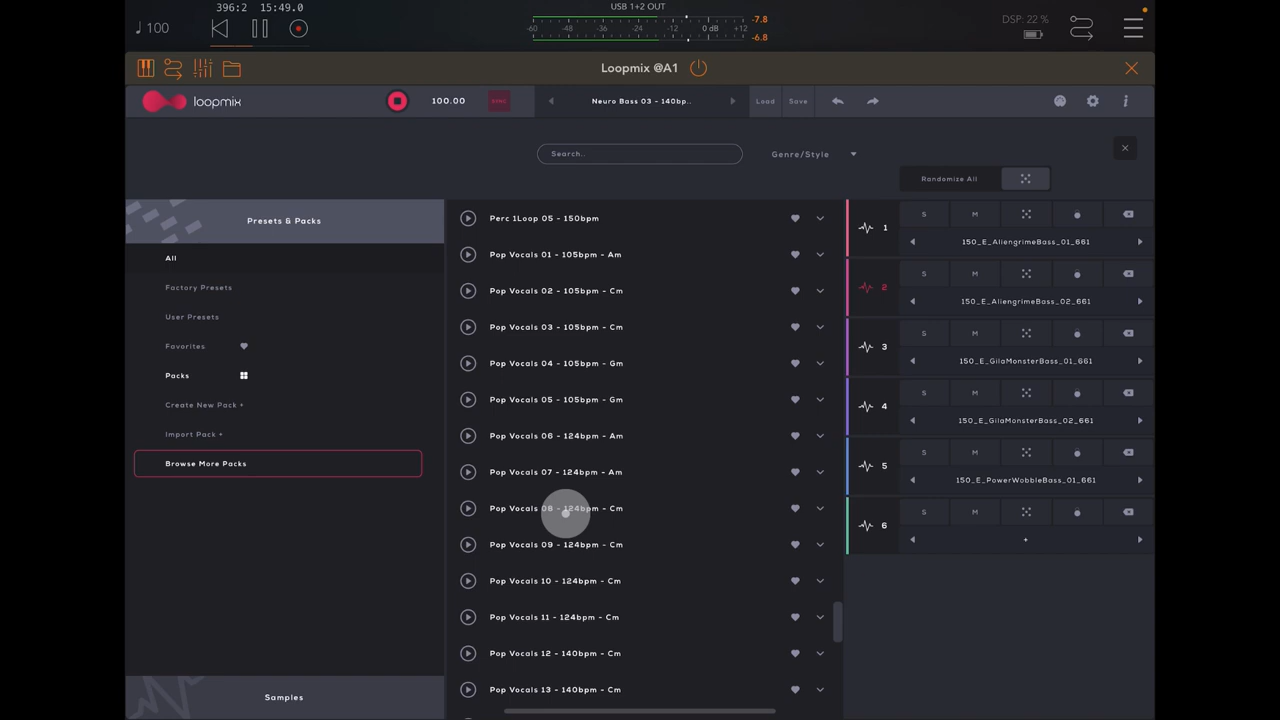 396:2 15:49.0
♩ 100
USB 1+2 OUT
-60 -48 -36 -24 -12 0 dB +12
-7.8
-6.8
DSP: 22 %
Loopmix @A1
loopmix
100.00
SYNC
Neuro Bass 03 - 140bp..
Load
Save
Search..
Genre/Style
Randomize All
Presets & Packs
All
Factory Presets
User Presets
Favorites
Packs
Create New Pack +
Import Pack +
Browse More Packs
Samples
Perc 1Loop 05 - 150bpm
Pop Vocals 01 - 105bpm - Am
Pop Vocals 02 - 105bpm - Cm
Pop Vocals 03 - 105bpm - Cm
Pop Vocals 04 - 105bpm - Gm
Pop Vocals 05 - 105bpm - Gm
Pop Vocals 06 - 124bpm - Am
Pop Vocals 07 - 124bpm - Am
Pop Vocals 08 - 124bpm - Cm
Pop Vocals 09 - 124bpm - Cm
Pop Vocals 10 - 124bpm - Cm
Pop Vocals 11 - 124bpm - Cm
Pop Vocals 12 - 140bpm - Cm
Pop Vocals 13 - 140bpm - Cm
1 S M
150_E_AliengrimeBass_01_661
2 S M
150_E_AliengrimeBass_02_661
3 S M
150_E_GilaMonsterBass_01_661
4 S M
150_E_GilaMonsterBass_02_661
5 S M
150_E_PowerWobbleBass_01_661
6 S M
+